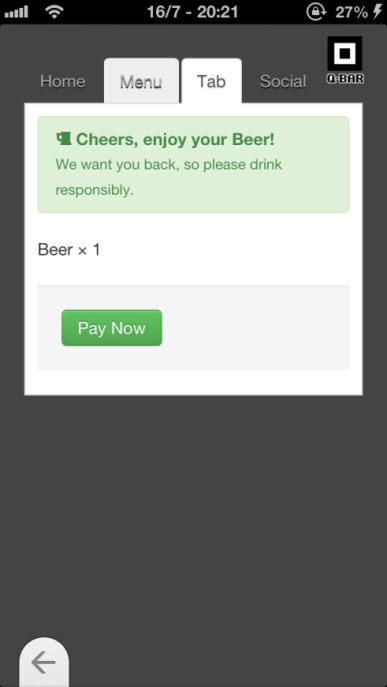 16/7 - 20:21 27%
Home Menu Tab Social Q-BAR
Cheers, enjoy your Beer!
We want you back, so please drink
responsibly.
Beer × 1
Pay Now